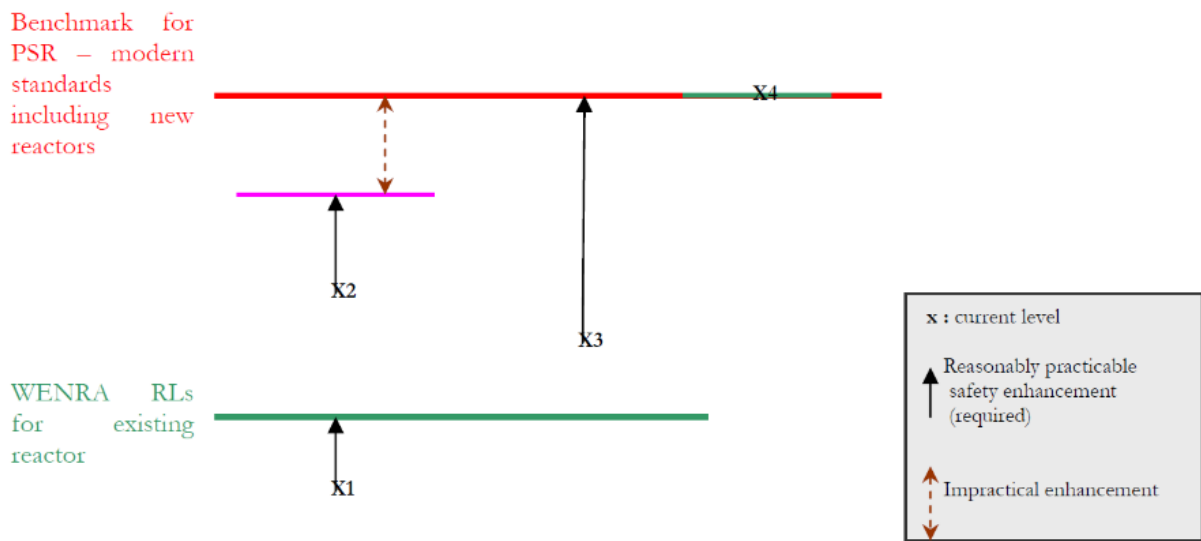 Benchmark for
PSR – modern
standards
including new
reactors
X4
X2
X3
WENRA RLs
for existing
reactor
X1
x : current level
Reasonably practicable
safety enhancement
(required)
Impractical enhancement